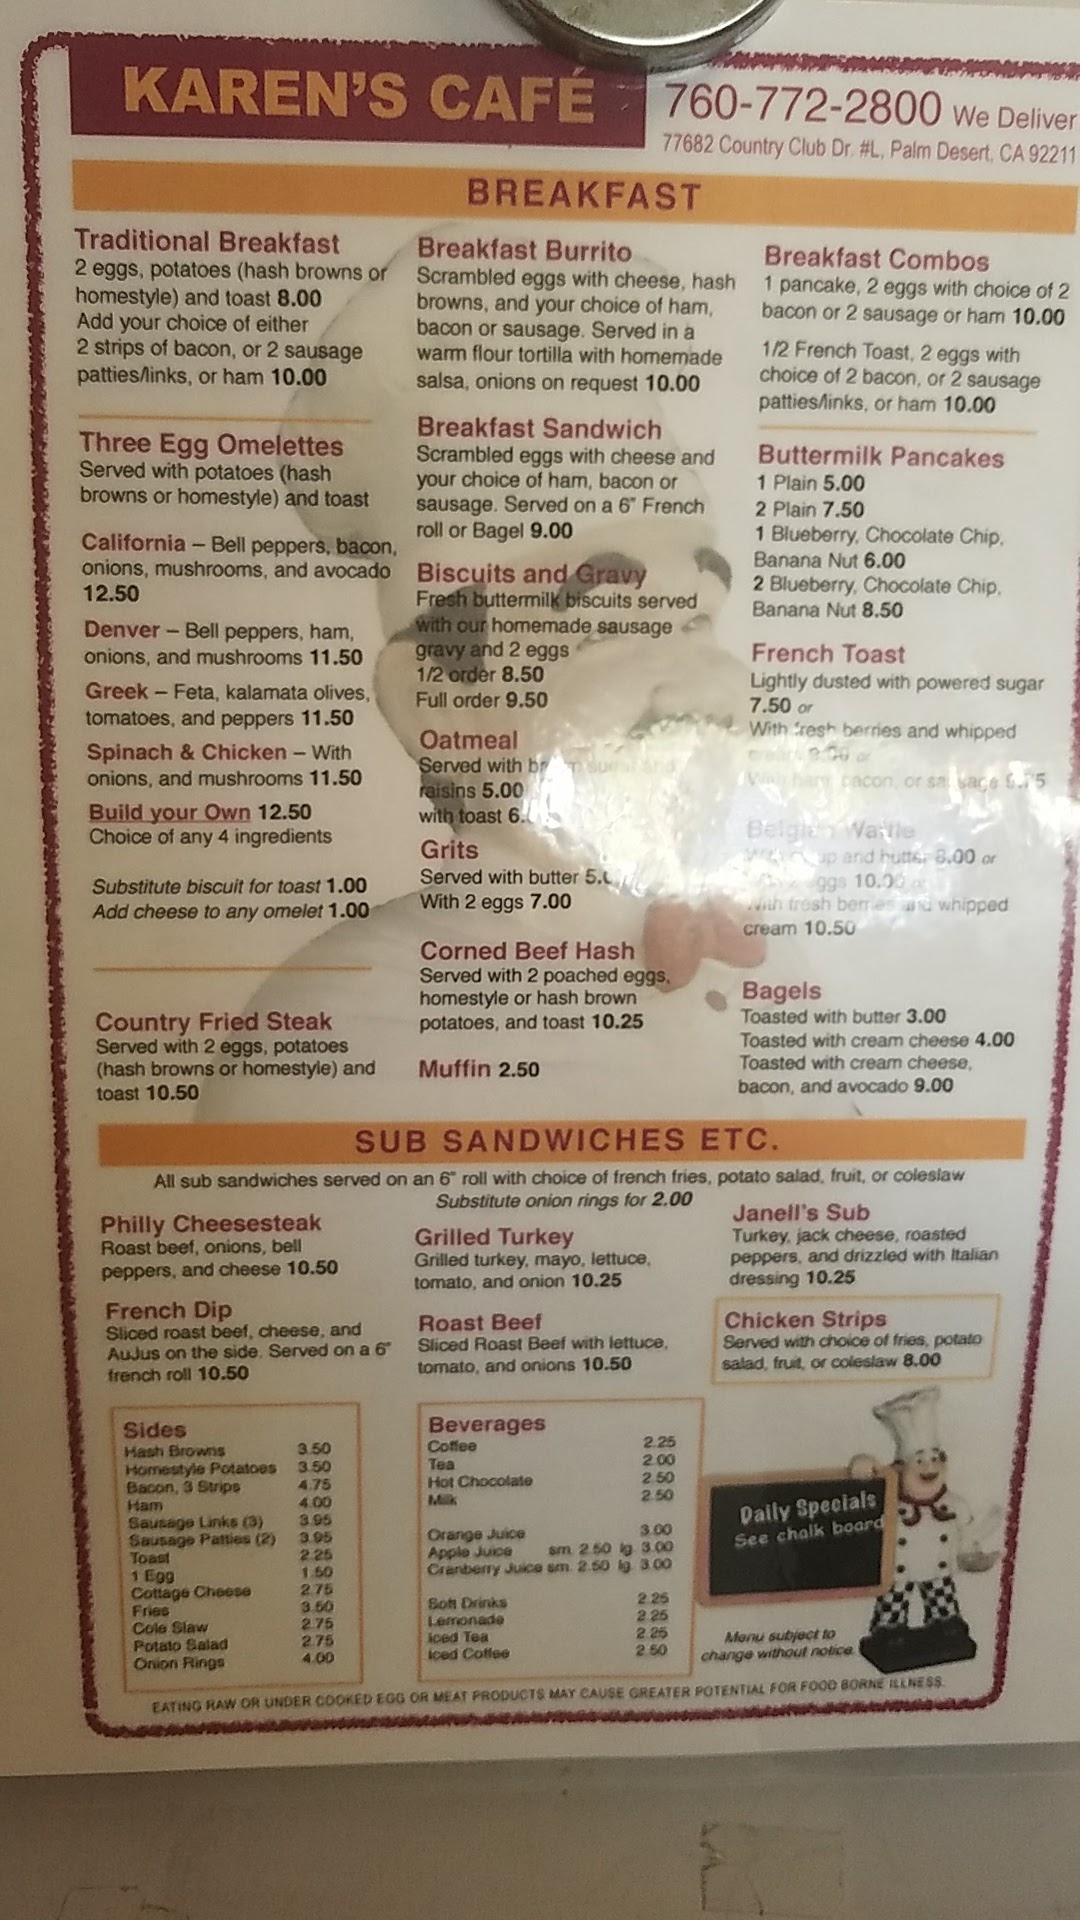 KAREN'S CAFÉ
760-772-2800 We Deliver
77682 Country Club Dr. #L, Palm Desert, CA 92211
BREAKFAST
Traditional Breakfast
2 eggs, potatoes (hash browns or
homestyle) and toast 8.00
Add your choice of either
2 strips of bacon, or 2 sausage
patties/links, or ham 10.00
Three Egg Omelettes
Served with potatoes (hash
browns or homestyle) and toast
California – Bell peppers, bacon,
onions, mushrooms, and avocado
12.50
Denver – Bell peppers, ham,
onions, and mushrooms 11.50
Greek – Feta, kalamata olives,
tomatoes, and peppers 11.50
Spinach & Chicken – With
onions, and mushrooms 11.50
Build your Own 12.50
Choice of any 4 ingredients
Substitute biscuit for toast 1.00
Add cheese to any omelet 1.00
Country Fried Steak
Served with 2 eggs, potatoes
(hash browns or homestyle) and
toast 10.50
Breakfast Burrito
Scrambled eggs with cheese, hash
browns, and your choice of ham,
bacon or sausage. Served in a
warm flour tortilla with homemade
salsa, onions on request 10.00
Breakfast Sandwich
Scrambled eggs with cheese and
your choice of ham, bacon or
sausage. Served on a 6" French
roll or Bagel 9.00
Biscuits and Gravy
Fresh buttermilk biscuits served
with our homemade sausage
gravy and 2 eggs
1/2 order 8.50
Full order 9.50
Oatmeal
Served with brown sugar and
raisins 5.00
with toast
Grits
Served with butter
With 2 eggs 7.00
Corned Beef Hash
Served with 2 poached eggs,
homestyle or hash brown
potatoes, and toast 10.25
Muffin 2.50
Breakfast Combos
1 pancake, 2 eggs with choice of 2
bacon or 2 sausage or ham 10.00
1/2 French Toast, 2 eggs with
choice of 2 bacon, or 2 sausage
patties/links, or ham 10.00
Buttermilk Pancakes
1 Plain 5.00
2 Plain 7.50
1 Blueberry, Chocolate Chip,
Banana Nut 6.00
2 Blueberry, Chocolate Chip,
Banana Nut 8.50
French Toast
Lightly dusted with powered sugar
7.50 or
With fresh berries and whipped
cream or
With ham, bacon, or sausage
Belgian Waffle
and butter 8.00 or
eggs 10.00 or
With fresh berries and whipped
cream 10.50
Bagels
Toasted with butter 3.00
Toasted with cream cheese 4.00
Toasted with cream cheese,
bacon, and avocado 9.00
SUB SANDWICHES ETC.
All sub sandwiches served on an 6" roll with choice of french fries, potato salad, fruit, or coleslaw
Substitute onion rings for 2.00
Philly Cheesesteak
Roast beef, onions, bell
peppers, and cheese 10.50
French Dip
Sliced roast beef, cheese, and
AuJus on the side. Served on a 6"
french roll 10.50
Grilled Turkey
Grilled turkey, mayo, lettuce,
tomato, and onion 10.25
Roast Beef
Sliced Roast Beef with lettuce,
tomato, and onions 10.50
Janell's Sub
Turkey, jack cheese, roasted
peppers, and drizzled with Italian
dressing 10.25
Chicken Strips
Served with choice of fries, potato
salad, fruit, or coleslaw 8.00
Sides
Hash Browns 3.50
Homestyle Potatoes 3.50
Bacon, 3 Strips 4.75
Ham 4.00
Sausage Links (3) 3.95
Sausage Patties (2) 3.95
Toast 2.25
1 Egg 1.50
Cottage Cheese 2.75
Fries 3.50
Cole Slaw 2.75
Potato Salad 2.75
Onion Rings 4.00
Beverages
Coffee 2.25
Tea 2.00
Hot Chocolate 2.50
Milk 2.50
Orange Juice 3.00
Apple Juice sm. 2.50 lg. 3.00
Cranberry Juice sm. 2.50 lg. 3.00
Soft Drinks 2.25
Lemonade 2.25
Iced Tea 2.25
Iced Coffee 2.50
Daily Specials
See chalk board
Menu subject to
change without notice.
EATING RAW OR UNDER COOKED EGG OR MEAT PRODUCTS MAY CAUSE GREATER POTENTIAL FOR FOOD BORNE ILLNESS.